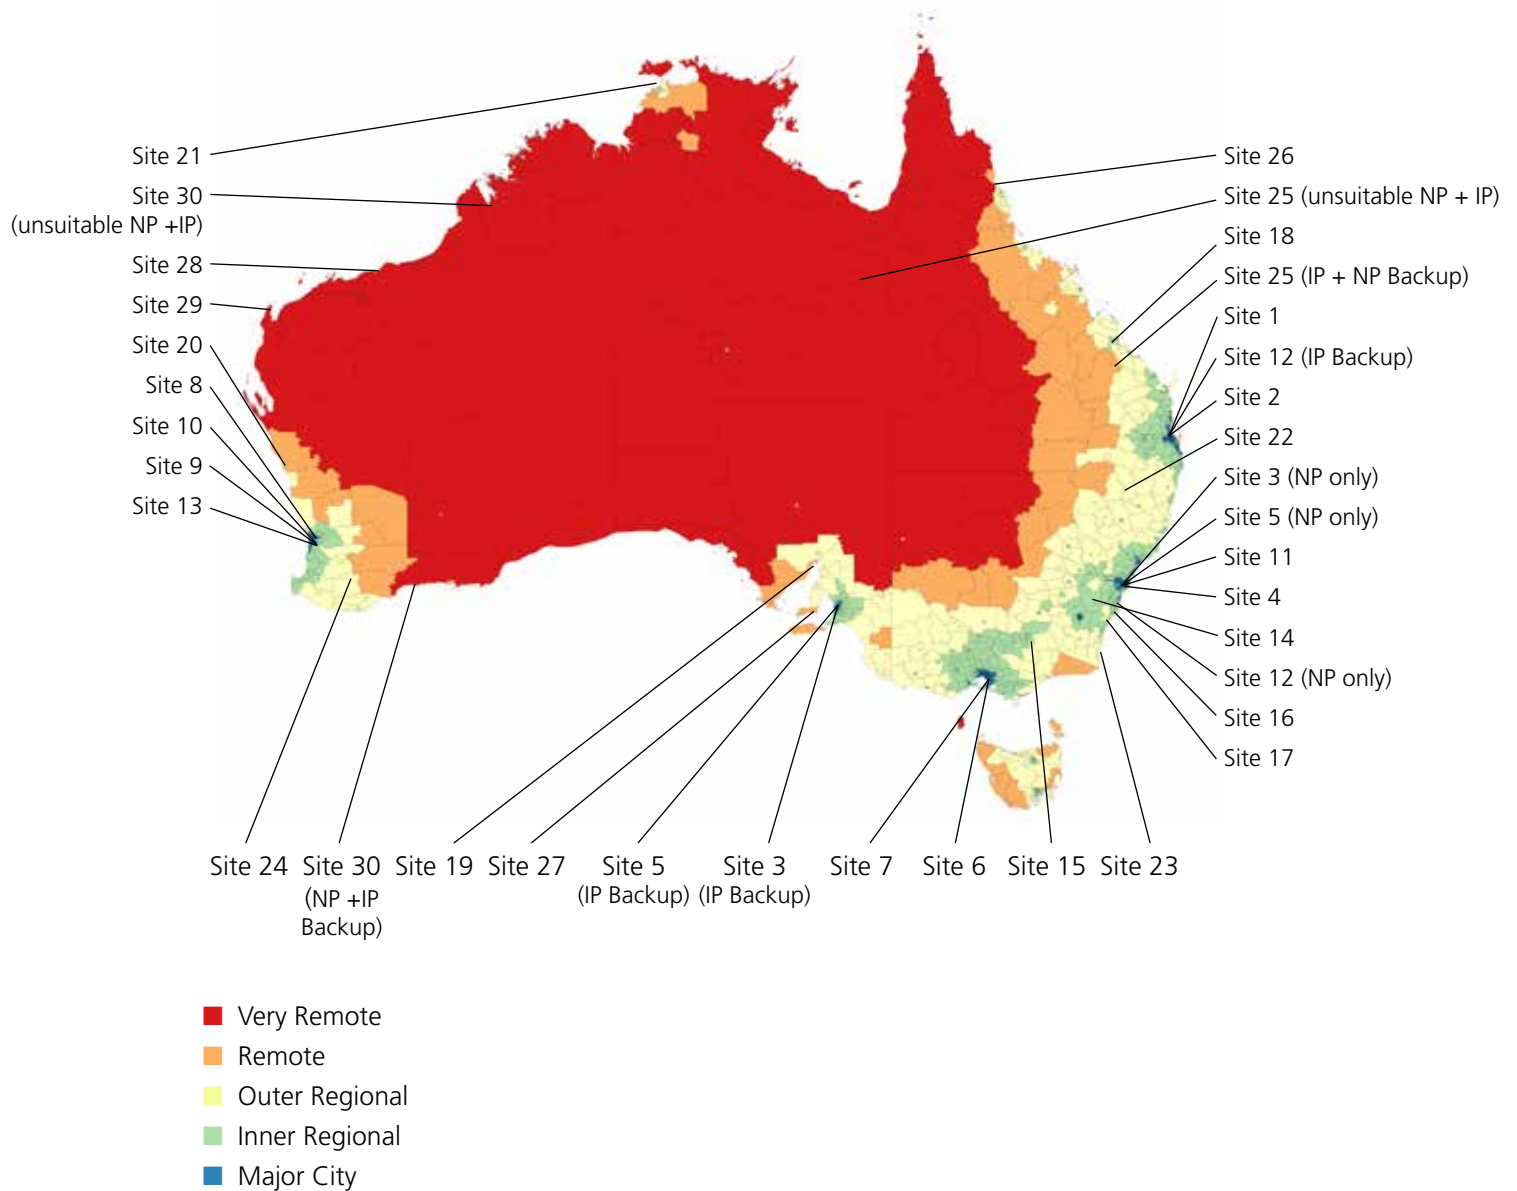 Site 21
Site 30
(unsuitable NP +IP)
Site 28
Site 29
Site 20
Site 8
Site 10
Site 9
Site 13
Site 26
Site 25 (unsuitable NP + IP)
Site 18
Site 25 (IP + NP Backup)
Site 1
Site 12 (IP Backup)
Site 2
Site 22
Site 3 (NP only)
Site 5 (NP only)
Site 11
Site 4
Site 14
Site 12 (NP only)
Site 16
Site 17
Site 24
Site 30
(NP +IP
Backup)
Site 19
Site 27
Site 5
(IP Backup)
Site 3
(IP Backup)
Site 7
Site 6
Site 15
Site 23
Very Remote
Remote
Outer Regional
Inner Regional
Major City